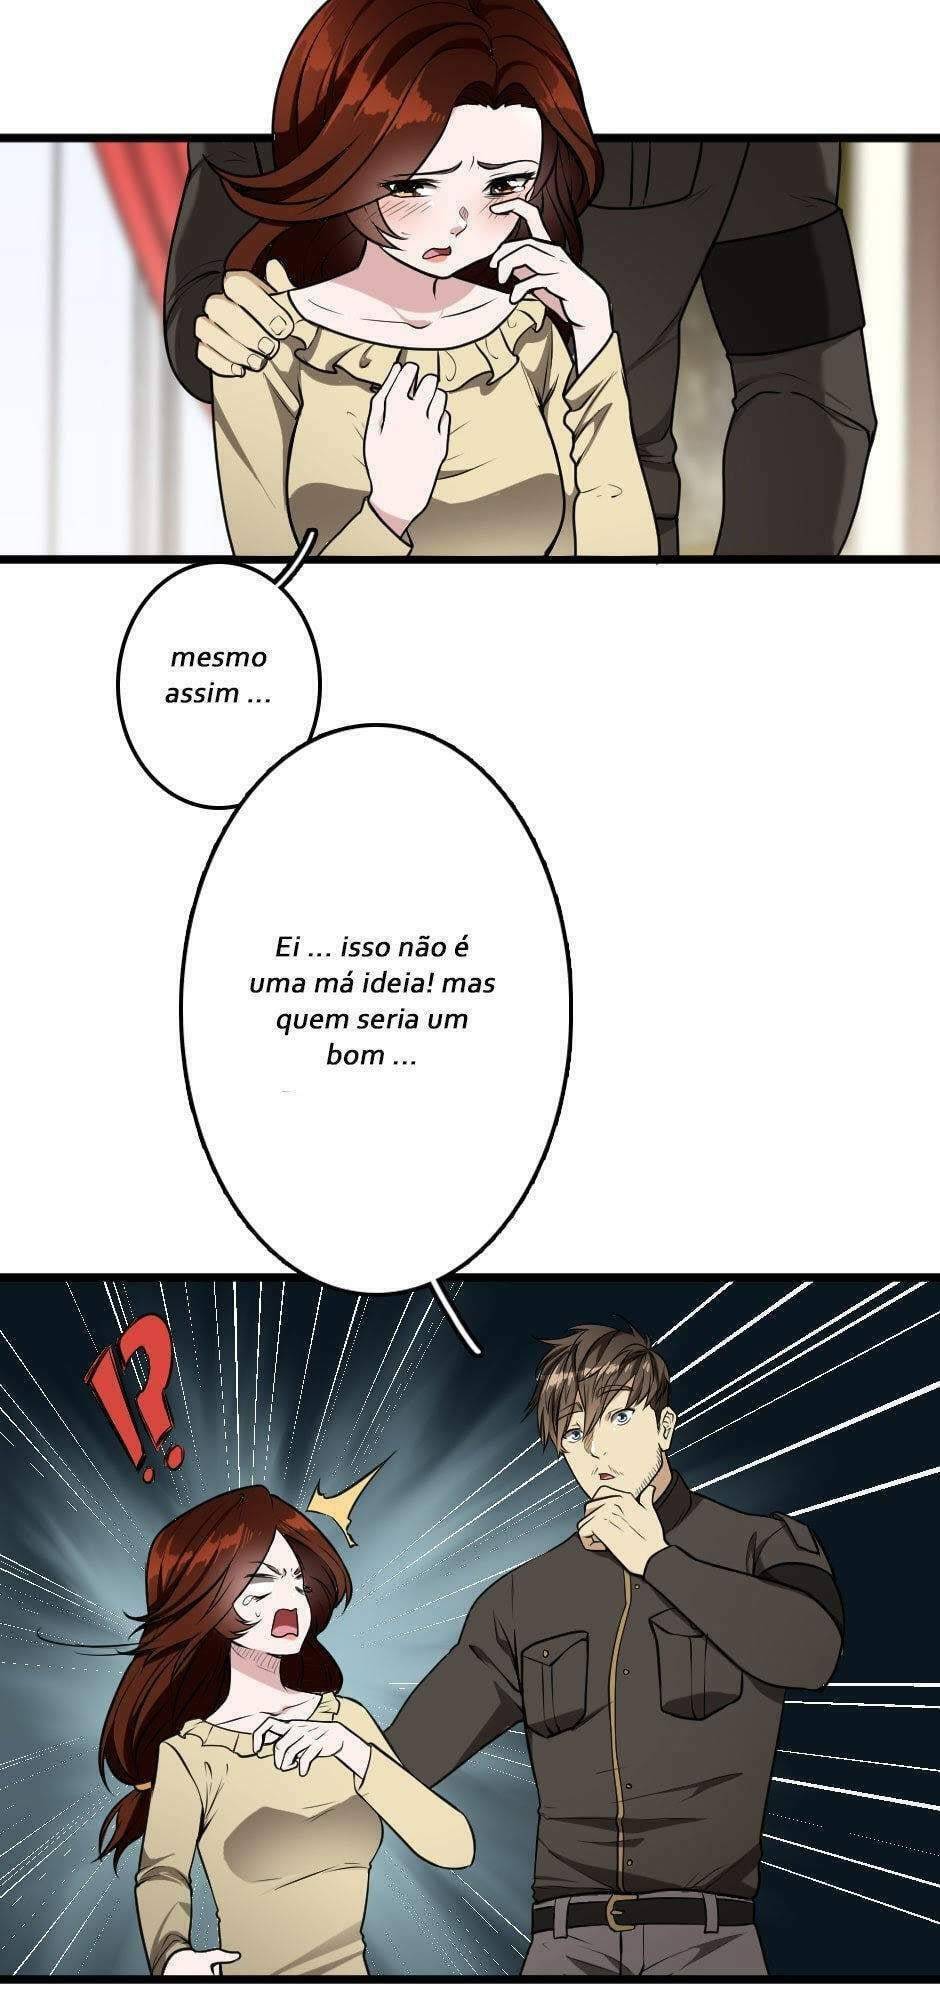 mesmo
assim ...
Ei ... isso não é
uma má ideia! mas
quem seria um
bom ...
!?